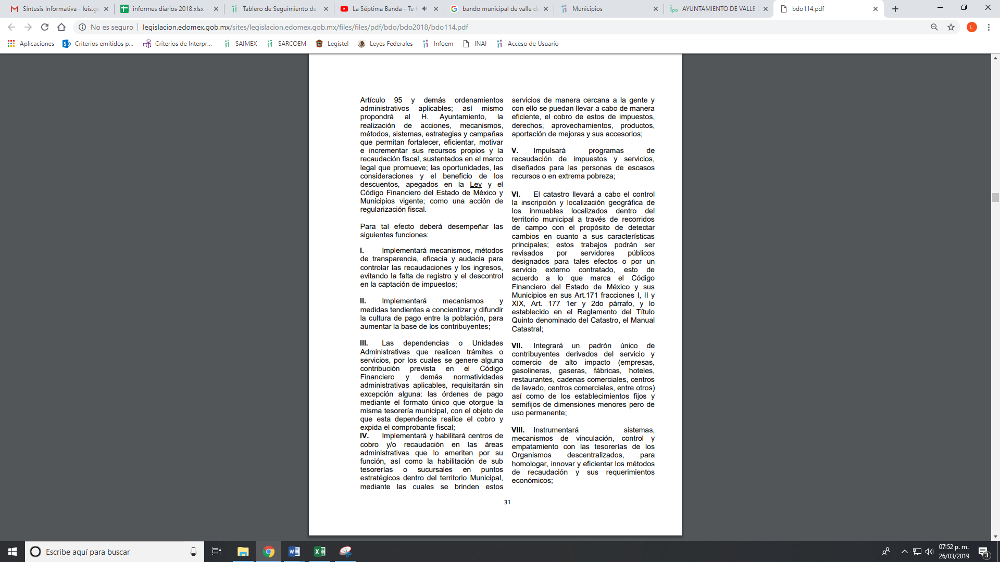 Síntesis Informativa - luis.gu
informes diarios 2018.xlsx -
Tablero de Seguimiento de
La Séptima Banda - Te
bando municipal de valle d
Municipios
AYUNTAMIENTO DE VALLE
bdo114.pdf
No es seguro
legislacion.edomex.gob.mx/sites/legislacion.edomex.gob.mx/files/files/pdf/bdo/bdo2018/bdo114.pdf
L
Aplicaciones
Criterios emitidos p...
Criterios de Interpr...
SAIMEX
SARCOEM
Legistel
Leyes Federales
Infoem
INAI
Acceso de Usuario
Artículo 95 y demás ordenamientos
administrativos aplicables; así mismo
propondrá al H. Ayuntamiento, la
realización de acciones, mecanismos,
métodos, sistemas, estrategias y campañas
que permitan fortalecer, eficientar, motivar
e incrementar sus recursos propios y la
recaudación fiscal, sustentados en el marco
legal que promueve; las oportunidades, las
consideraciones y el beneficio de los
descuentos, apegados en la Ley y el
Código Financiero del Estado de México y
Municipios vigente; como una acción de
regularización fiscal.
Para tal efecto deberá desempeñar las
siguientes funciones:
I. Implementará mecanismos, métodos
de transparencia, eficacia y audacia para
controlar las recaudaciones y los ingresos,
evitando la falta de registro y el descontrol
en la captación de impuestos;
II. Implementará mecanismos y
medidas tendientes a concientizar y difundir
la cultura de pago entre la población, para
aumentar la base de los contribuyentes;
III. Las dependencias o Unidades
Administrativas que realicen trámites o
servicios, por los cuales se genere alguna
contribución prevista en el Código
Financiero y demás normatividades
administrativas aplicables, requisitarán sin
excepción alguna: las órdenes de pago
mediante el formato único que otorgue la
misma tesorería municipal, con el objeto de
que esta dependencia realice el cobro y
expida el comprobante fiscal;
IV. Implementará y habilitará centros de
cobro y/o recaudación en las áreas
administrativas que lo ameriten por su
función, así como la habilitación de sub
tesorerías o sucursales en puntos
estratégicos dentro del territorio Municipal,
mediante las cuales se brinden estos
servicios de manera cercana a la gente y
con ello se puedan llevar a cabo de manera
eficiente, el cobro de estos de impuestos,
derechos, aprovechamientos, productos,
aportación de mejoras y sus accesorios;
V. Impulsará programas de
recaudación de impuestos y servicios,
diseñados para las personas de escasos
recursos o en extrema pobreza;
VI. El catastro llevará a cabo el control
la inscripción y localización geográfica de
los inmuebles localizados dentro del
territorio municipal a través de recorridos
de campo con el propósito de detectar
cambios en cuanto a sus características
principales; estos trabajos podrán ser
revisados por servidores públicos
designados para tales efectos o por un
servicio externo contratado, esto de
acuerdo a lo que marca el Código
Financiero del Estado de México y sus
Municipios en sus Art.171 fracciones I, II y
XIX, Art. 177 1er y 2do párrafo, y lo
establecido en el Reglamento del Título
Quinto denominado del Catastro, el Manual
Catastral;
VII. Integrará un padrón único de
contribuyentes derivados del servicio y
comercio de alto impacto (empresas,
gasolineras, gaseras, fábricas, hoteles,
restaurantes, cadenas comerciales, centros
de lavado, centros comerciales, entre otros)
así como de los establecimientos fijos y
semifijos de dimensiones menores pero de
uso permanente;
VIII. Instrumentará sistemas,
mecanismos de vinculación, control y
empatamiento con las tesorerías de los
Organismos descentralizados, para
homologar, innovar y eficientar los métodos
de recaudación y sus requerimientos
económicos;
31
Escribe aquí para buscar
07:52 p. m.
26/03/2019
3